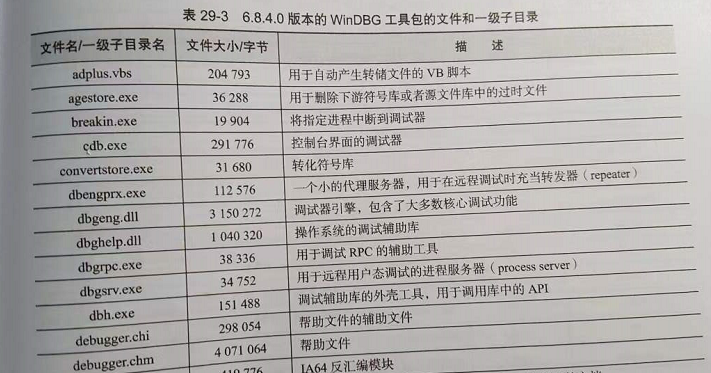 表 29-3 6.8.4.0 版本的 WinDBG 工具包的文件和一级子目录
文件名/一级子目录名 文件大小/字节 描 述
adplus.vbs 204 793 用于自动产生转储文件的 VB 脚本
agestore.exe 36 288 用于删除下游符号库或者源文件库中的过时文件
breakin.exe 19 904 将指定进程中断到调试器
cdb.exe 291 776 控制台界面的调试器
convertstore.exe 31 680 转化符号库
dbengprx.exe 112 576 一个小的代理服务器，用于在远程调试时充当转发器（repeater）
dbgeng.dll 3 150 272 调试器引擎，包含了大多数核心调试功能
dbghelp.dll 1 040 320 操作系统的调试辅助库
dbgrpc.exe 38 336 用于调试 RPC 的辅助工具
dbgsrv.exe 34 752 用于远程用户态调试的进程服务器（process server）
dbh.exe 151 488 调试辅助库的外壳工具，用于调用库中的 API
debugger.chi 298 054 帮助文件的辅助文件
debugger.chm 4 071 064 帮助文件
IA64 反汇编模块